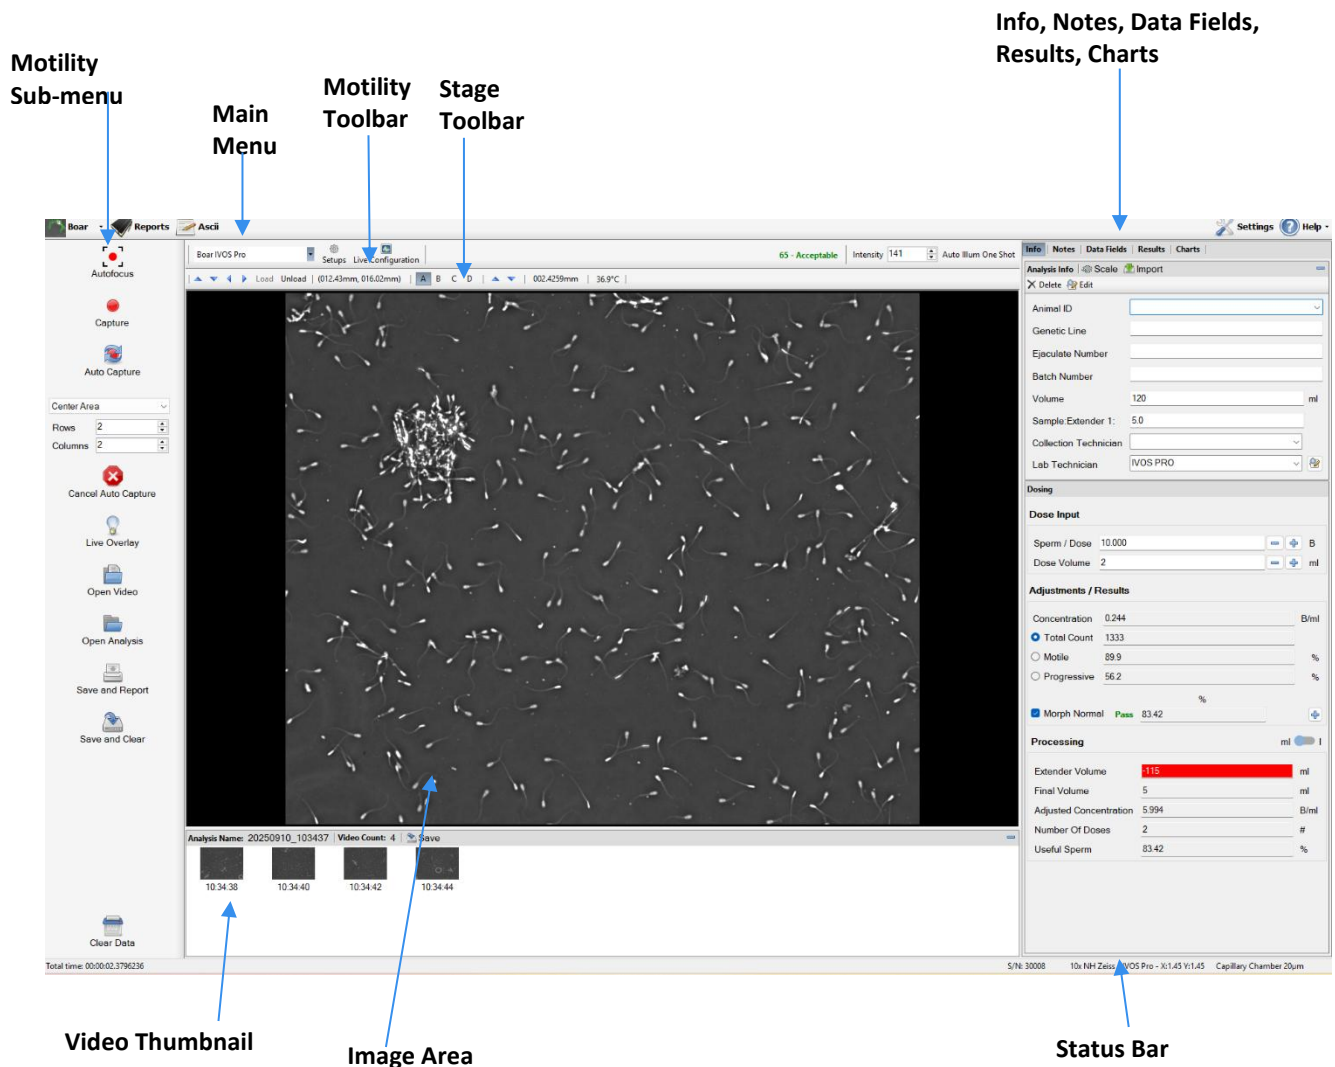 Info, Notes, Data Fields,
Results, Charts
Motility
Sub-menu
Main
Menu
Motility
Toolbar
Stage
Toolbar
Boar Reports Ascii Settings Help
Autofocus
Capture
Auto Capture
Center Area
Rows 2
Columns 2
Cancel Auto Capture
Live Overlay
Open Video
Open Analysis
Save and Report
Save and Clear
Clear Data
Boar IVOS Pro Setups Live Configuration 65 - Acceptable Intensity 141 Auto Illum One Shot
Load Unload (012.43mm, 016.02mm) A B C D 002.4259mm 36.9°C
Analysis Name: 20250910_103437 Video Count: 4 Save
10:34:38 10:34:40 10:34:42 10:34:44
Info Notes Data Fields Results Charts
Analysis Info Scale Import
Delete Edit
Animal ID
Genetic Line
Ejaculate Number
Batch Number
Volume 120 ml
Sample:Extender 1: 5.0
Collection Technician
Lab Technician IVOS PRO
Dosing
Dose Input
Sperm / Dose 10.000 B
Dose Volume 2 ml
Adjustments / Results
Concentration 0.244 B/ml
Total Count 1333
Motile 89.9 %
Progressive 56.2 %
%
Morph Normal Pass 83.42
Processing ml l
Extender Volume -115 ml
Final Volume 5 ml
Adjusted Concentration 5.994 B/ml
Number Of Doses 2 #
Useful Sperm 83.42 %
Total time: 00:00:02.3796236 S/N: 30008 10x NH Zeiss IVOS Pro - X:1.45 Y:1.45 Capillary Chamber 20µm
Video Thumbnail
Image Area
Status Bar